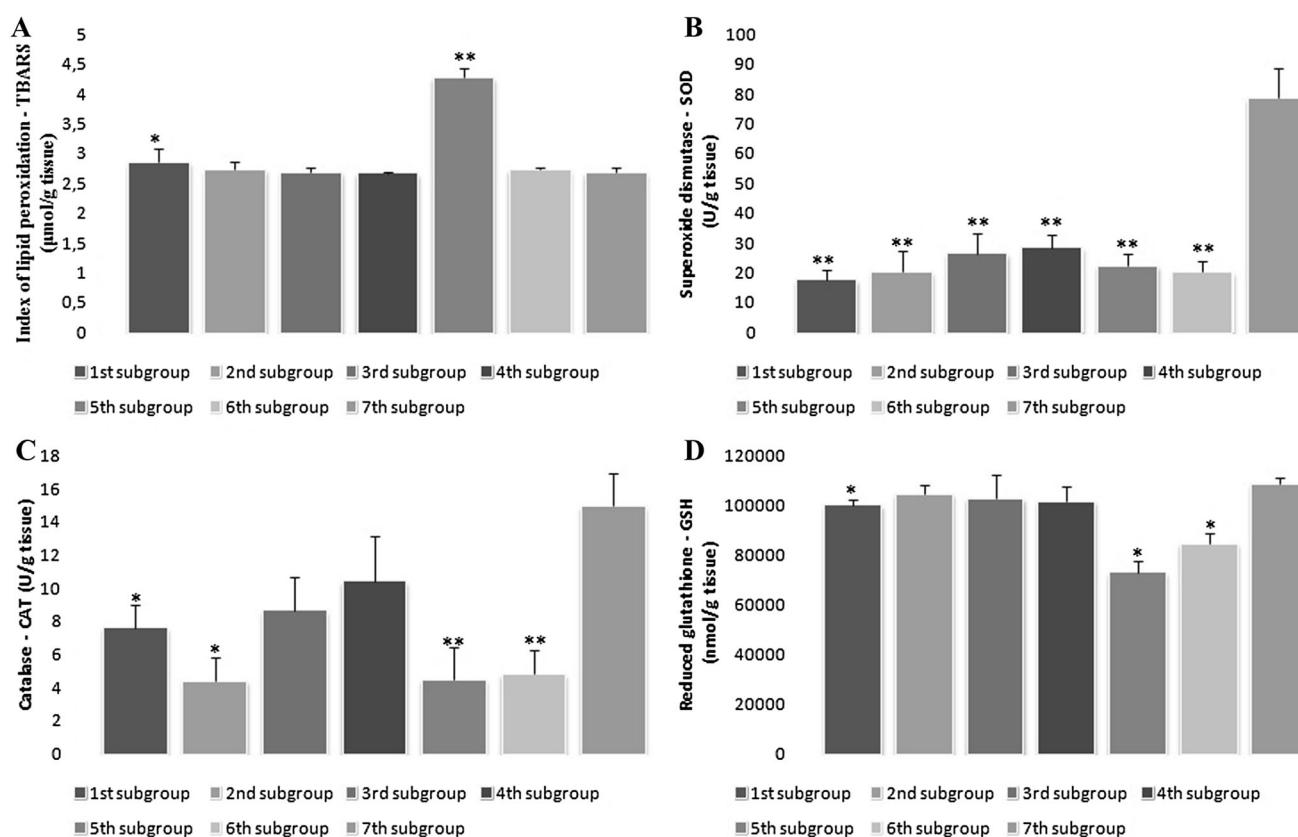 A
Index of lipid peroxidation - TBARS
(µmol/g tissue)
5
4,5
4
3,5
3
2,5
2
1,5
1
0,5
0
*
**
■1st subgroup ■2nd subgroup ■3rd subgroup ■4th subgroup
■5th subgroup ■6th subgroup ■7th subgroup
B
Superoxide dismutase - SOD
(U/g tissue)
100
90
80
70
60
50
40
30
20
10
0
** ** ** ** ** **
■1st subgroup ■2nd subgroup ■3rd subgroup ■4th subgroup
■5th subgroup ■6th subgroup ■7th subgroup
C
Catalase - CAT (U/g tissue)
18
16
14
12
10
8
6
4
2
0
* * ** **
■1st subgroup ■2nd subgroup ■3rd subgroup ■4th subgroup
■5th subgroup ■6th subgroup ■7th subgroup
D
Reduced glutathione - GSH
(nmol/g tissue)
120000
100000
80000
60000
40000
20000
0
* * *
■1st subgroup ■2nd subgroup ■3rd subgroup ■4th subgroup
■5th subgroup ■6th subgroup ■7th subgroup